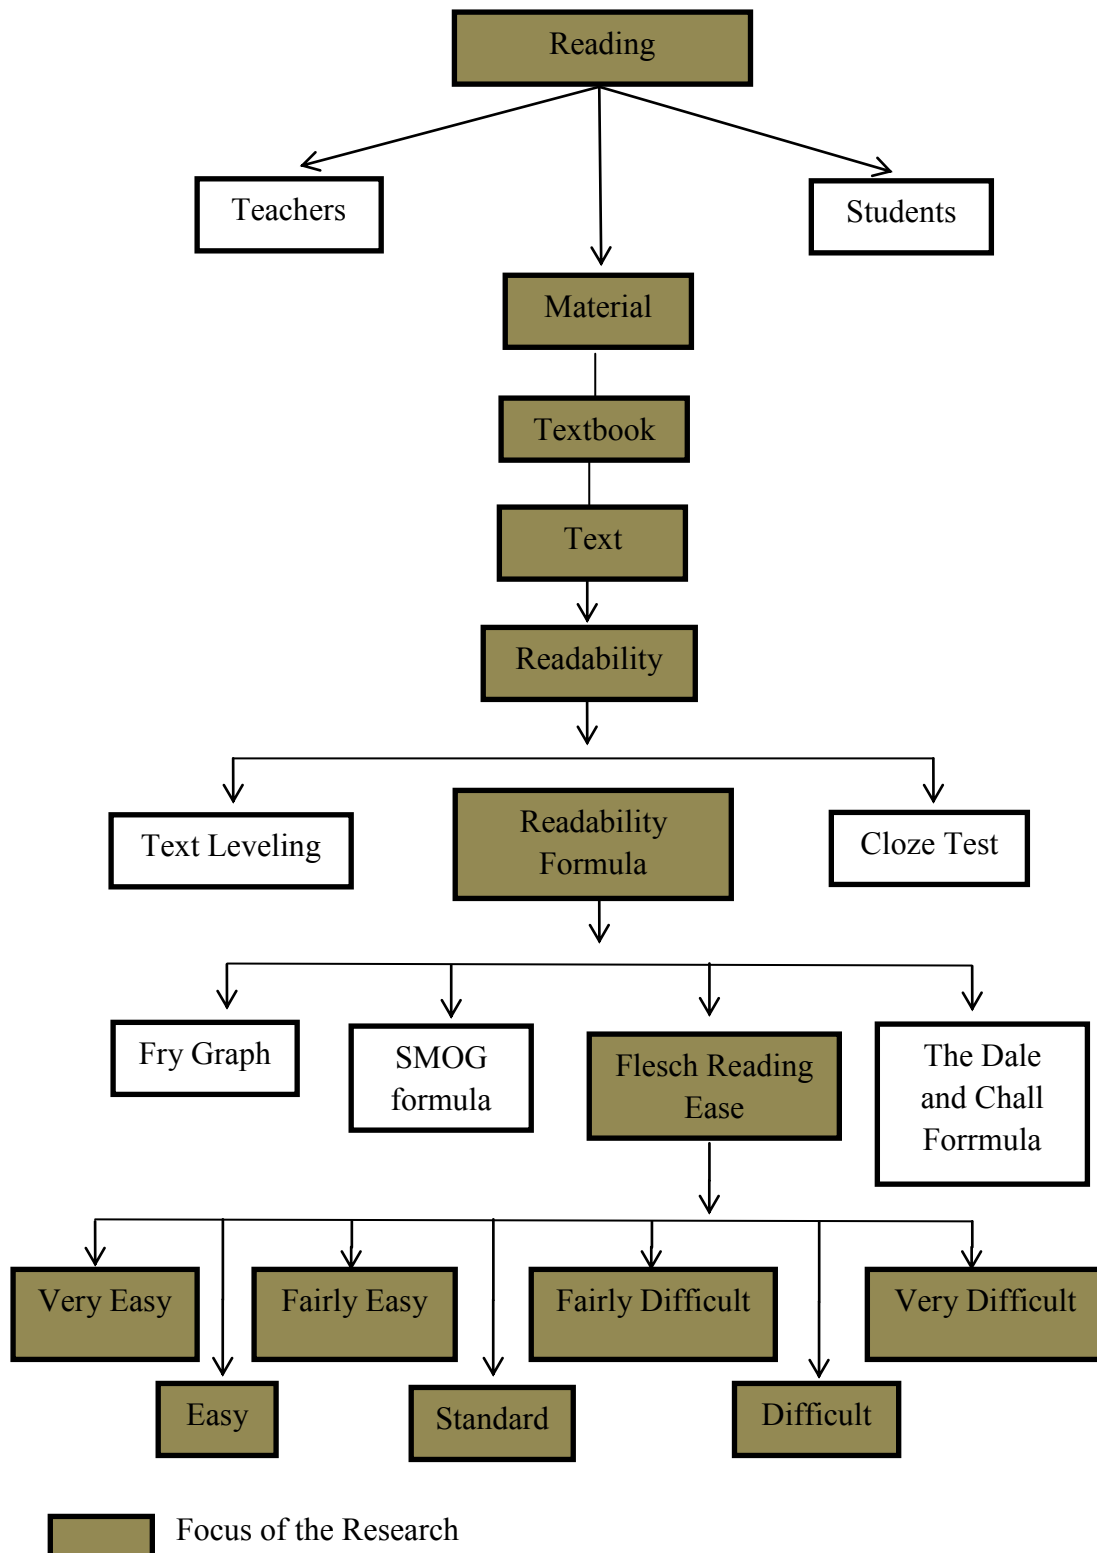 Reading
Teachers
Students
Material
Textbook
Text
Readability
Text Leveling
Readability
Formula
Cloze Test
Fry Graph
SMOG
formula
Flesch Reading
Ease
The Dale
and Chall
Forrmula
Very Easy
Fairly Easy
Fairly Difficult
Very Difficult
Easy
Standard
Difficult
Focus of the Research